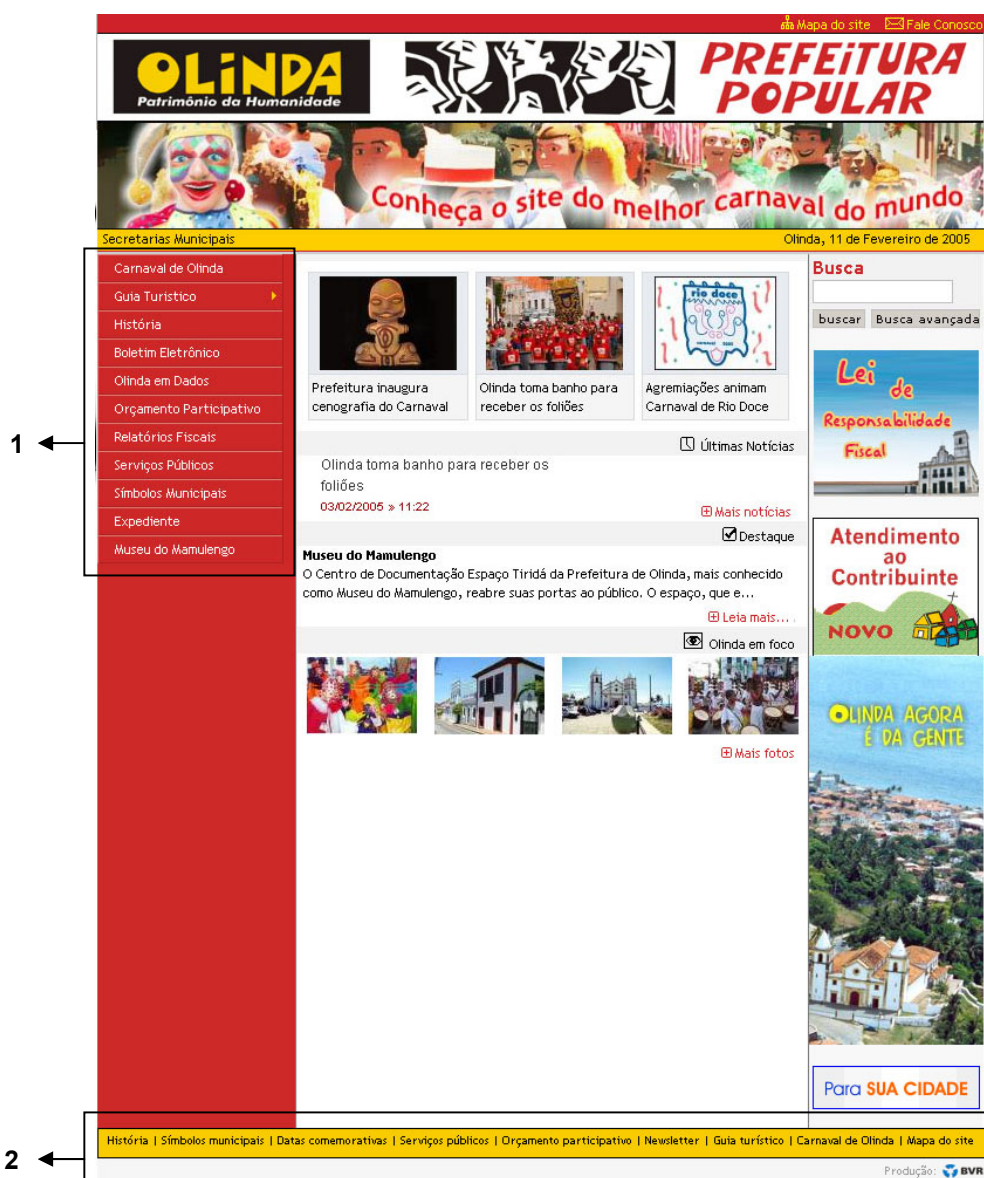 Mapa do site Fale Conosco
OLiNDA
Patrimônio da Humanidade
PREFEiTURA
POPULAR
Conheça o site do melhor carnaval do mundo
Secretarias Municipais
Olinda, 11 de Fevereiro de 2005
1
Carnaval de Olinda
Guia Turístico
História
Boletim Eletrônico
Olinda em Dados
Orçamento Participativo
Relatórios Fiscais
Serviços Públicos
Símbolos Municipais
Expediente
Museu do Mamulengo
rio doce
carnaval 2005
Prefeitura inaugura
cenografia do Carnaval
Olinda toma banho para
receber os foliões
Agremiações animam
Carnaval de Rio Doce
Últimas Notícias
Olinda toma banho para receber os
foliões
03/02/2005 » 11:22
Mais notícias
Destaque
Museu do Mamulengo
O Centro de Documentação Espaço Tiridá da Prefeitura de Olinda, mais conhecido
como Museu do Mamulengo, reabre suas portas ao público. O espaço, que e...
Leia mais... .
Olinda em foco
Mais fotos
Busca
buscar Busca avançada
Lei
de
Responsabilidade
Fiscal
Atendimento
ao
Contribuinte
NOVO
OLINDA AGORA
É DA GENTE
Para SUA CIDADE
2
História | Símbolos municipais | Datas comemorativas | Serviços públicos | Orçamento participativo | Newsletter | Guia turístico | Carnaval de Olinda | Mapa do site
Produção: BVR